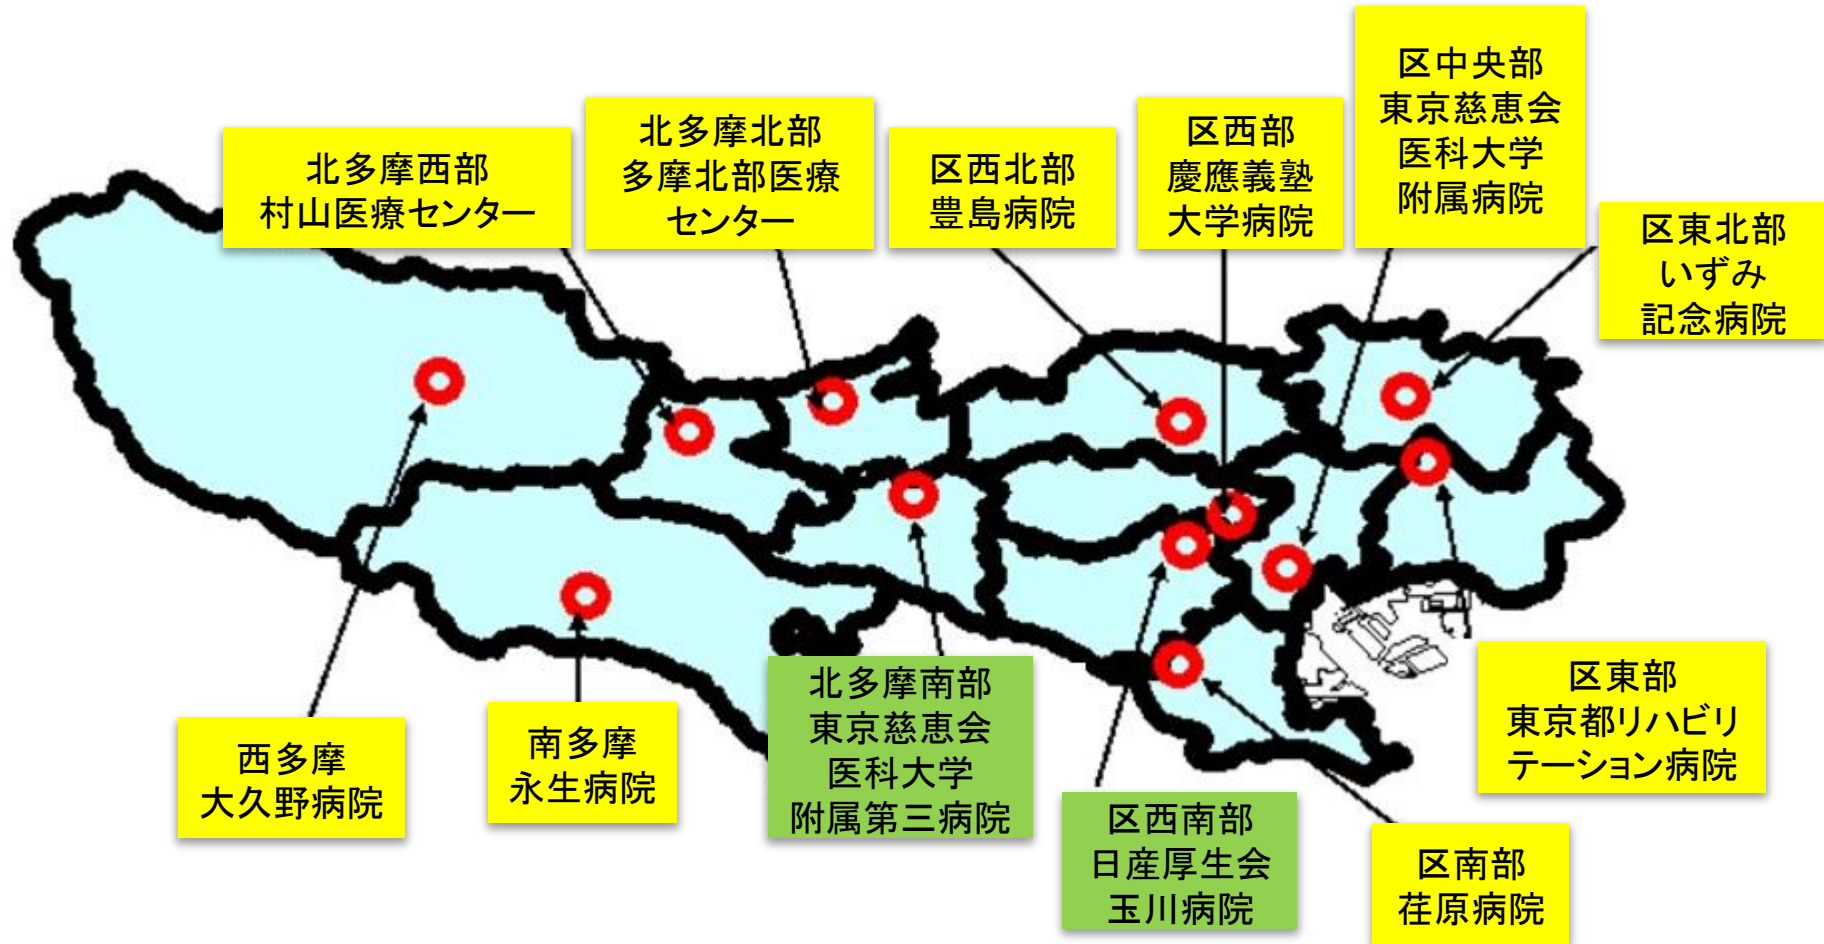 北多摩西部
村山医療センター
北多摩北部
多摩北部医療
センター
区西北部
豊島病院
区西部
慶應義塾
大学病院
区中央部
東京慈恵会
医科大学
附属病院
区東北部
いずみ
記念病院
西多摩
大久野病院
南多摩
永生病院
北多摩南部
東京慈恵会
医科大学
附属第三病院
区西南部
日産厚生会
玉川病院
区南部
荏原病院
区東部
東京都リハビリ
テーション病院